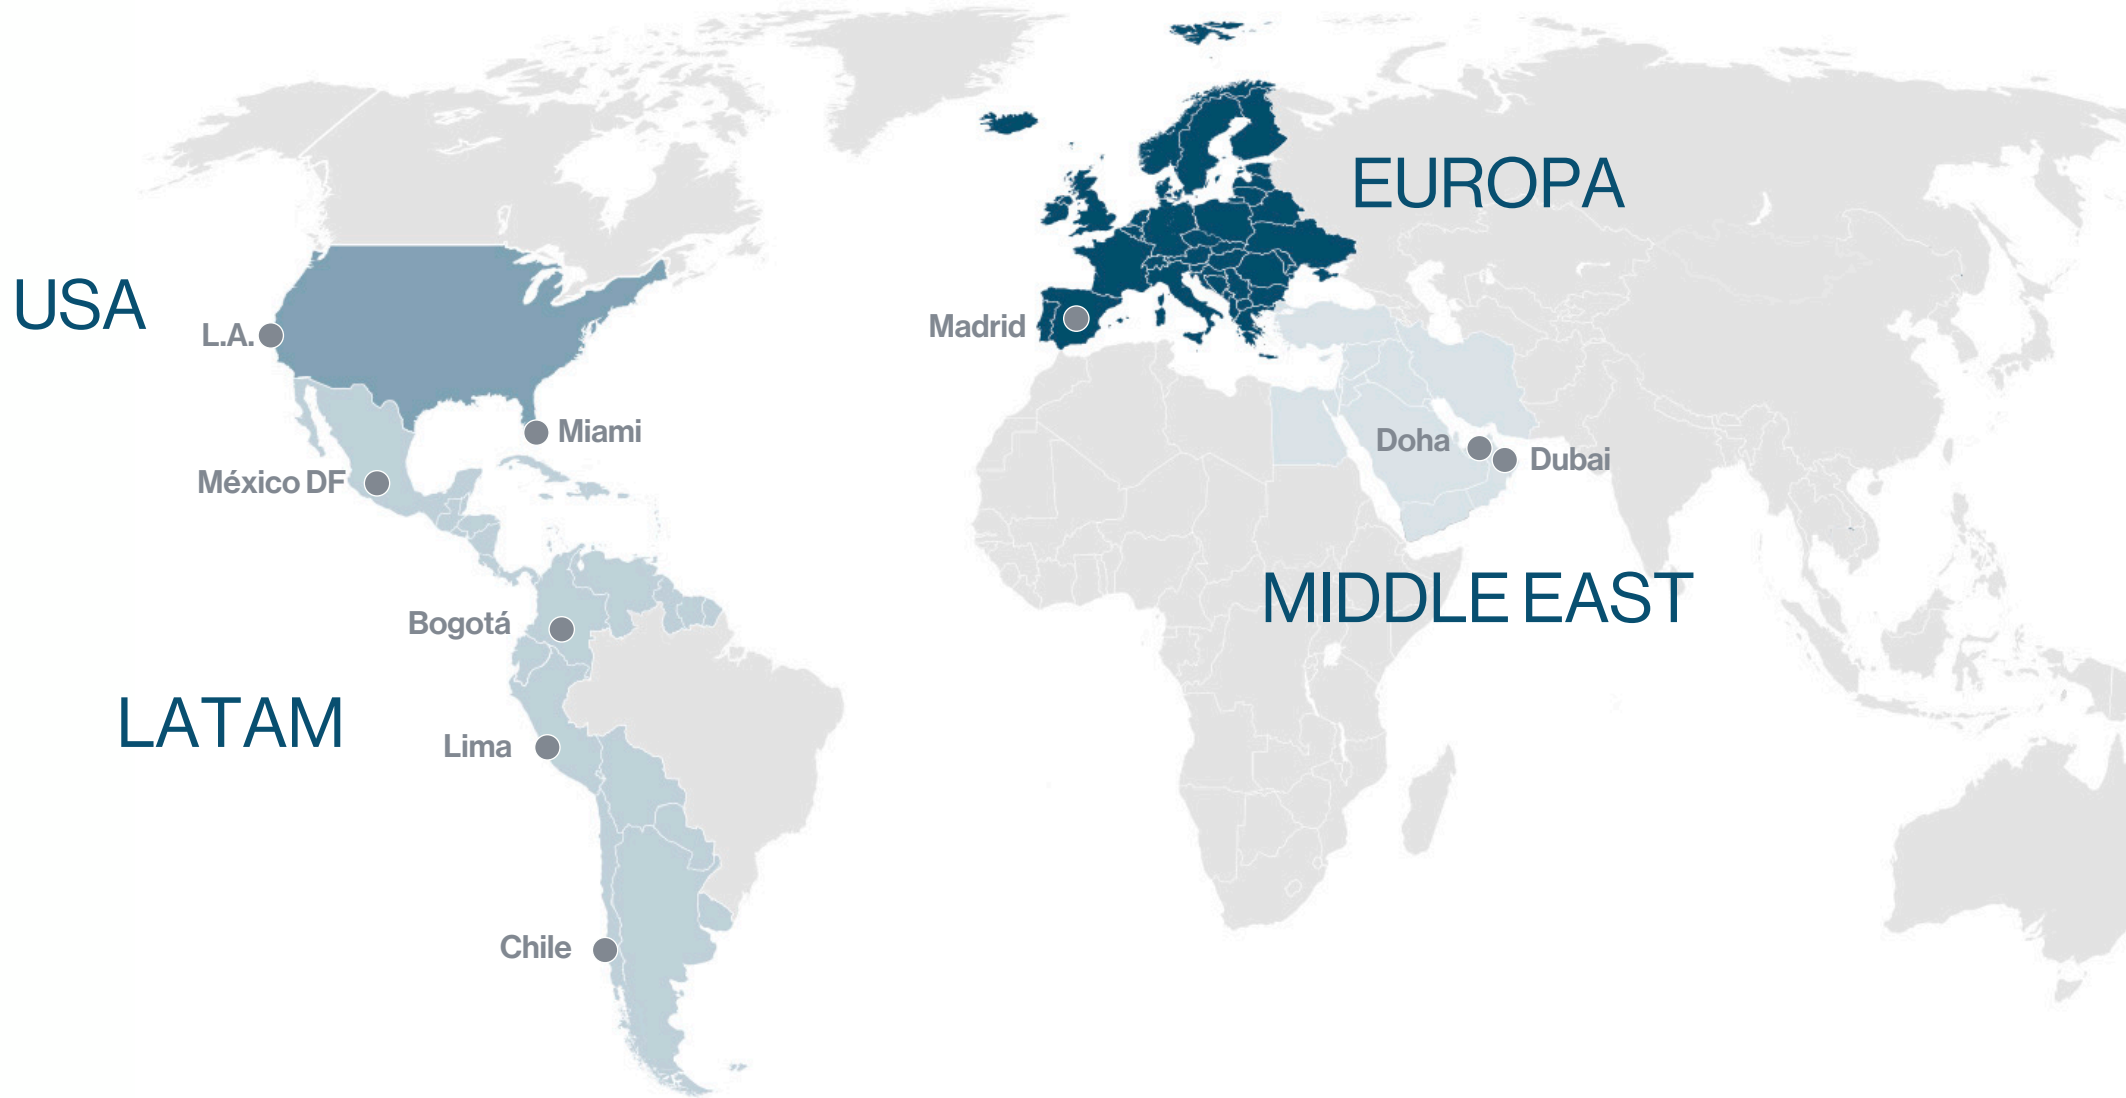 EUROPA
USA
L.A.
Madrid
Miami
Doha
Dubai
México DF
MIDDLE EAST
Bogotá
LATAM
Lima
Chile